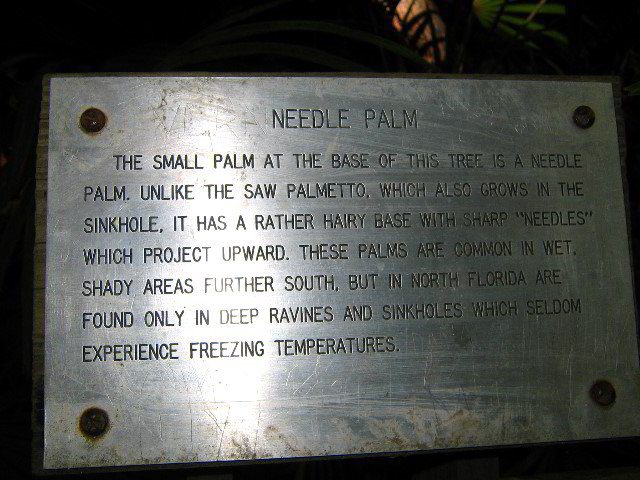 NEEDLE PALM
THE SMALL PALM AT THE BASE OF THIS TREE IS A NEEDLE
PALM. UNLIKE THE SAW PALMETTO, WHICH ALSO GROWS IN THE
SINKHOLE, IT HAS A RATHER HAIRY BASE WITH SHARP "NEEDLES"
WHICH PROJECT UPWARD. THESE PALMS ARE COMMON IN WET,
SHADY AREAS FURTHER SOUTH, BUT IN NORTH FLORIDA ARE
FOUND ONLY IN DEEP RAVINES AND SINKHOLES WHICH SELDOM
EXPERIENCE FREEZING TEMPERATURES.